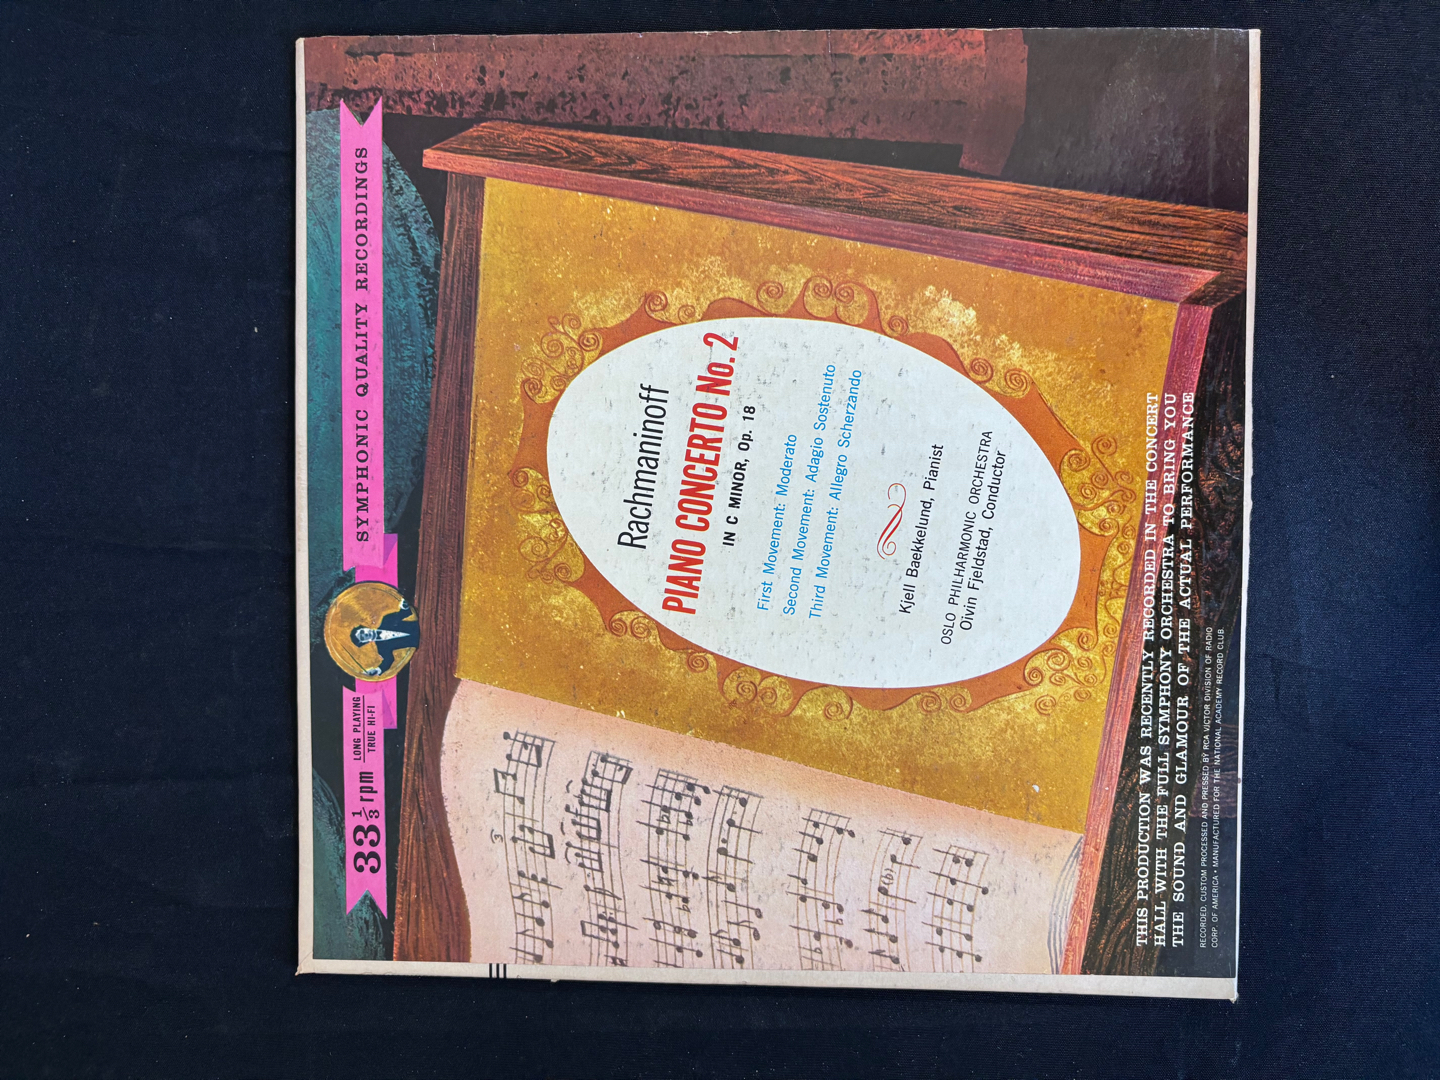 33 1/3 rpm LONG PLAYING
TRUE HI-FI
SYMPHONIC QUALITY RECORDINGS
Rachmaninoff
PIANO CONCERTO No. 2
IN C MINOR, Op. 18
First Movement: Moderato
Second Movement: Adagio Sostenuto
Third Movement: Allegro Scherzando
Kjell Baekkelund, Pianist
OSLO PHILHARMONIC ORCHESTRA
Oivin Fjeldstad, Conductor
THIS PRODUCTION WAS RECENTLY RECORDED IN THE CONCERT
HALL WITH THE FULL SYMPHONY ORCHESTRA TO BRING YOU
THE SOUND AND GLAMOUR OF THE ACTUAL PERFORMANCE
RECORDED, CUSTOM PROCESSED AND PRESSED BY RCA VICTOR DIVISION OF RADIO
CORP. OF AMERICA • MANUFACTURED FOR THE NATIONAL ACADEMY RECORD CLUB.